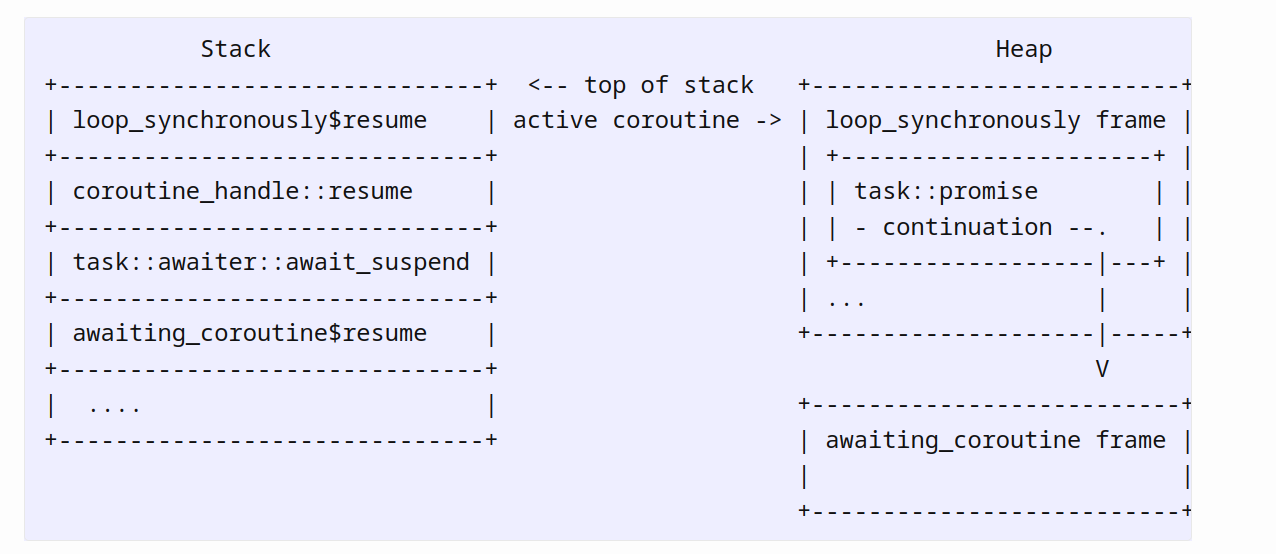 Stack                                                   Heap
   +------------------------------+  <-- top of stack   +--------------------------+
   | loop_synchronously$resume    | active coroutine -> | loop_synchronously frame |
   +------------------------------+                     | +----------------------+ |
   | coroutine_handle::resume     |                     | | task::promise        | |
   +------------------------------+                     | | - continuation --.   | |
   | task::awaiter::await_suspend |                     | +------------------|---+ |
   +------------------------------+                     | ...                |     |
   | awaiting_coroutine$resume    |                     +--------------------|-----+
   +------------------------------+                                          V
   |  ....                        |                     +--------------------------+
   +------------------------------+                     | awaiting_coroutine frame |
                                                        |                          |
                                                        +--------------------------+